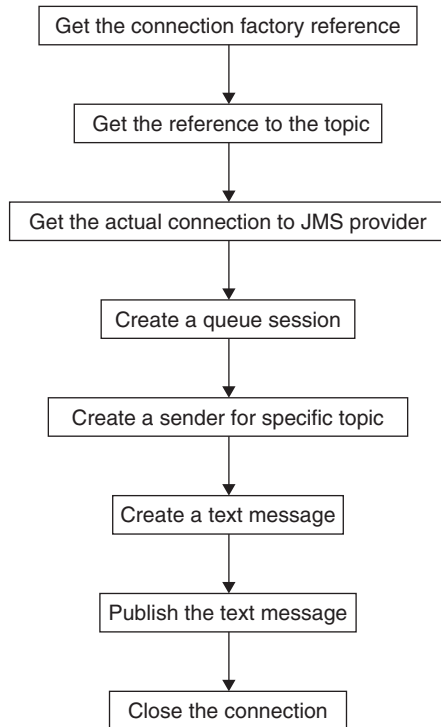 Get the connection factory reference
Get the reference to the topic
Get the actual connection to JMS provider
Create a queue session
Create a sender for specific topic
Create a text message
Publish the text message
Close the connection